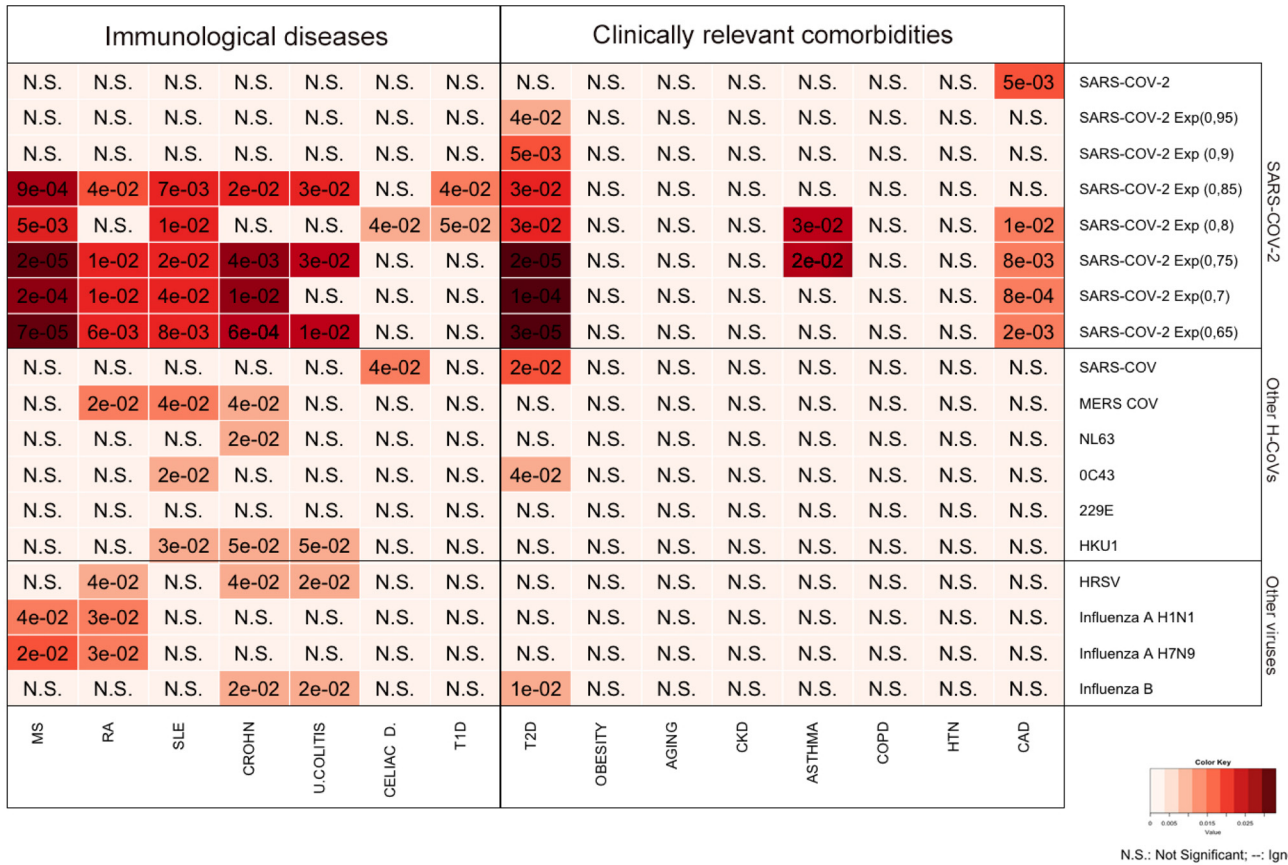 Immunological diseases Clinically relevant comorbidities
N.S. N.S. N.S. N.S. N.S. N.S. N.S. N.S. N.S. N.S. N.S. N.S. N.S. N.S. 5e-03 SARS-COV-2
N.S. N.S. N.S. N.S. N.S. N.S. N.S. 4e-02 N.S. N.S. N.S. N.S. N.S. N.S. N.S. SARS-COV-2 Exp(0,95)
N.S. N.S. N.S. N.S. N.S. N.S. N.S. 5e-03 N.S. N.S. N.S. N.S. N.S. N.S. N.S. SARS-COV-2 Exp (0,9)
9e-04 4e-02 7e-03 2e-02 3e-02 N.S. 4e-02 3e-02 N.S. N.S. N.S. N.S. N.S. N.S. N.S. SARS-COV-2 Exp (0,85)
5e-03 N.S. 1e-02 N.S. N.S. 4e-02 5e-02 3e-02 N.S. N.S. N.S. 3e-02 N.S. N.S. 1e-02 SARS-COV-2 Exp (0,8)
2e-05 1e-02 2e-02 4e-03 3e-02 N.S. N.S. 2e-05 N.S. N.S. N.S. 2e-02 N.S. N.S. 8e-03 SARS-COV-2 Exp(0,75)
2e-04 1e-02 4e-02 1e-02 N.S. N.S. N.S. 1e-04 N.S. N.S. N.S. N.S. N.S. N.S. 8e-04 SARS-COV-2 Exp(0,7)
7e-05 6e-03 8e-03 6e-04 1e-02 N.S. N.S. 3e-05 N.S. N.S. N.S. N.S. N.S. N.S. 2e-03 SARS-COV-2 Exp(0,65)
SARS-COV-2
N.S. N.S. N.S. N.S. N.S. 4e-02 N.S. 2e-02 N.S. N.S. N.S. N.S. N.S. N.S. N.S. SARS-COV
N.S. 2e-02 4e-02 4e-02 N.S. N.S. N.S. N.S. N.S. N.S. N.S. N.S. N.S. N.S. N.S. MERS COV
N.S. N.S. N.S. 2e-02 N.S. N.S. N.S. N.S. N.S. N.S. N.S. N.S. N.S. N.S. N.S. NL63
N.S. N.S. 2e-02 N.S. N.S. N.S. N.S. 4e-02 N.S. N.S. N.S. N.S. N.S. N.S. N.S. 0C43
N.S. N.S. N.S. N.S. N.S. N.S. N.S. N.S. N.S. N.S. N.S. N.S. N.S. N.S. N.S. 229E
N.S. N.S. 3e-02 5e-02 5e-02 N.S. N.S. N.S. N.S. N.S. N.S. N.S. N.S. N.S. N.S. HKU1
Other H-CoVs
N.S. 4e-02 N.S. 4e-02 2e-02 N.S. N.S. N.S. N.S. N.S. N.S. N.S. N.S. N.S. N.S. HRSV
4e-02 3e-02 N.S. N.S. N.S. N.S. N.S. N.S. N.S. N.S. N.S. N.S. N.S. N.S. N.S. Influenza A H1N1
2e-02 3e-02 N.S. N.S. N.S. N.S. N.S. N.S. N.S. N.S. N.S. N.S. N.S. N.S. N.S. Influenza A H7N9
N.S. N.S. N.S. 2e-02 2e-02 N.S. N.S. 1e-02 N.S. N.S. N.S. N.S. N.S. N.S. N.S. Influenza B
Other viruses
MS RA SLE CROHN U.COLITIS CELIAC D. T1D T2D OBESITY AGING CKD ASTHMA COPD HTN CAD
Color Key
0 0.005 0.015 0.025
Value
N.S.: Not Significant; --: Ign